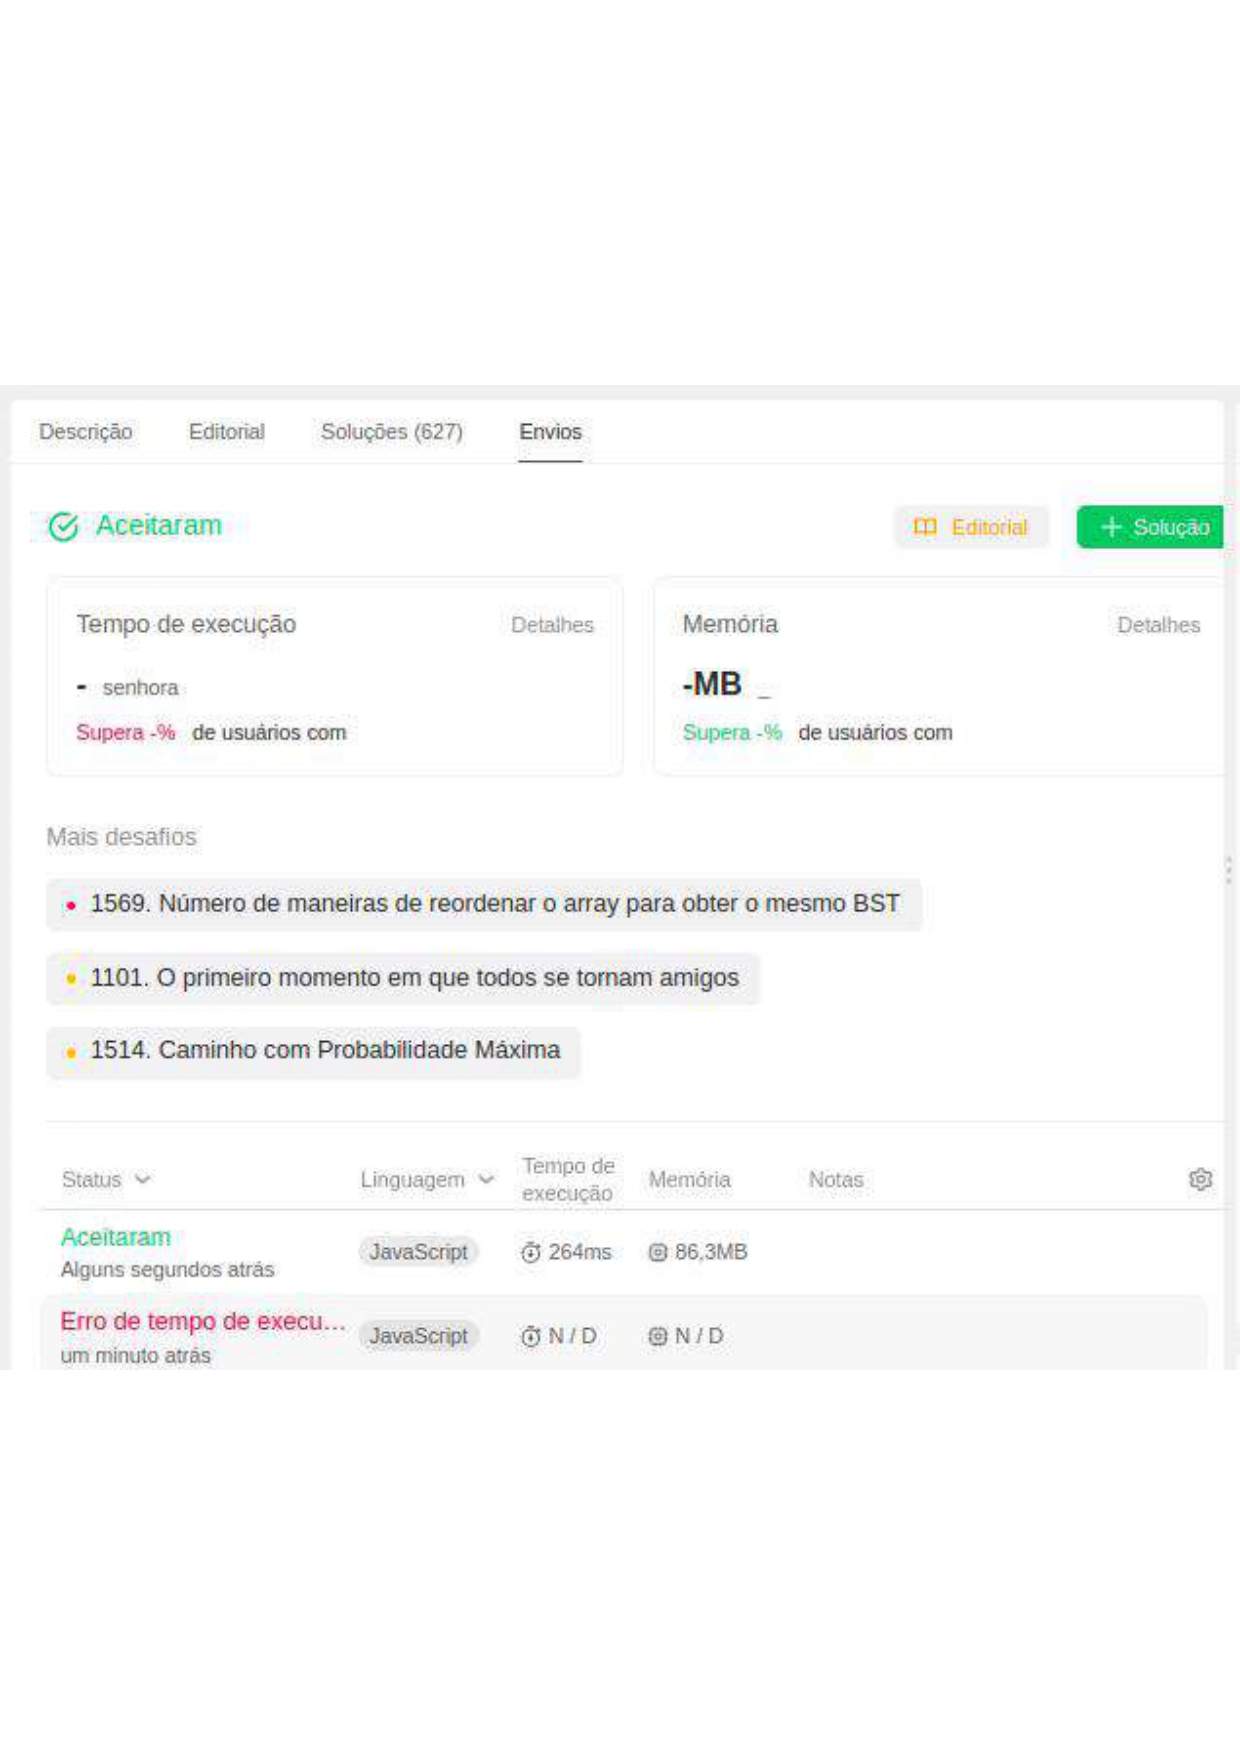 Descrição Editorial Soluções (627) Envios
Aceitaram Editorial + Solução
Tempo de execução Detalhes
- senhora
Supera -% de usuários com
Memória Detalhes
-MB _
Supera -% de usuários com
Mais desafios
1569. Número de maneiras de reordenar o array para obter o mesmo BST
1101. O primeiro momento em que todos se tornam amigos
1514. Caminho com Probabilidade Máxima
Status Linguagem Tempo de execução Memória Notas
Aceitaram JavaScript 264ms 86,3MB
Alguns segundos atrás
Erro de tempo de execu... JavaScript N / D N / D
um minuto atrás